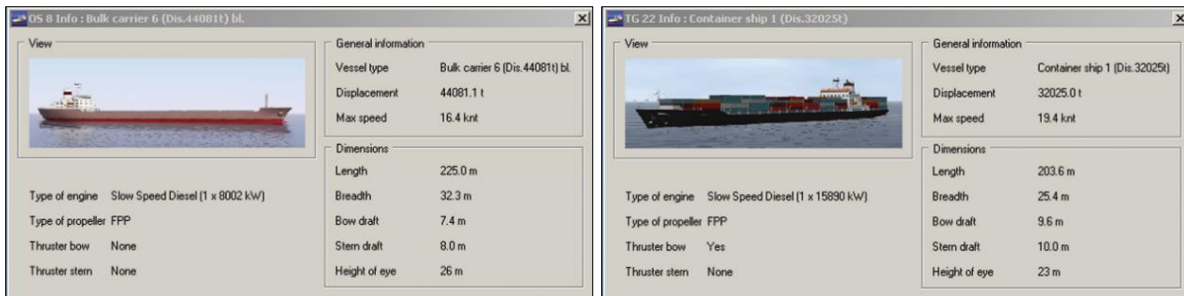 OS 8 Info : Bulk carrier 6 (Dis.44081t) bl.
View
General information
Vessel type Bulk carrier 6 (Dis.44081t) bl.
Displacement 44081.1 t
Max speed 16.4 knt
Dimensions
Length 225.0 m
Type of engine Slow Speed Diesel (1 x 8002 kW)
Breadth 32.3 m
Type of propeller FPP
Bow draft 7.4 m
Thruster bow None
Stern draft 8.0 m
Thruster stern None
Height of eye 26 m
TG 22 Info : Container ship 1 (Dis.32025t)
View
General information
Vessel type Container ship 1 (Dis.32025t)
Displacement 32025.0 t
Max speed 19.4 knt
Dimensions
Length 203.6 m
Type of engine Slow Speed Diesel (1 x 15890 kW)
Breadth 25.4 m
Type of propeller FPP
Bow draft 9.6 m
Thruster bow Yes
Stern draft 10.0 m
Thruster stern None
Height of eye 23 m